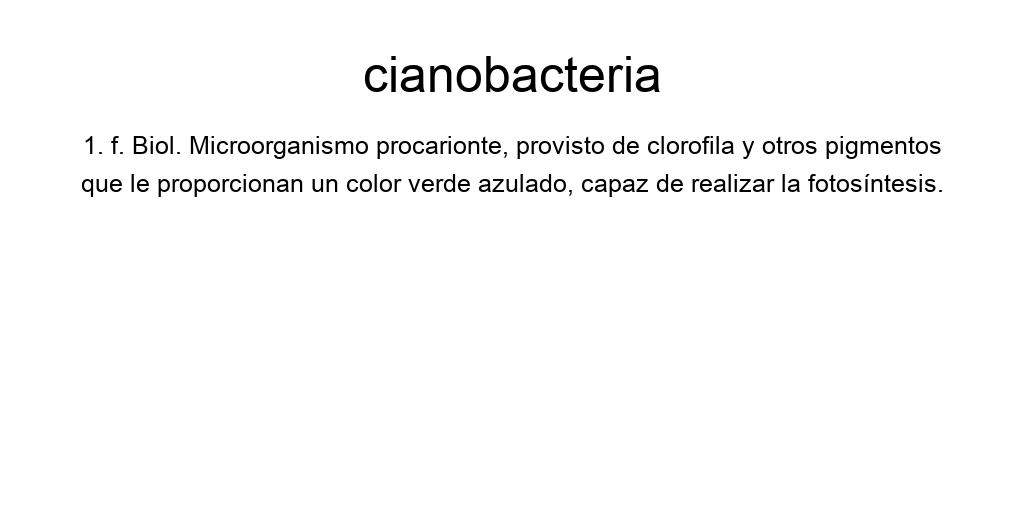 cianobacteria
1. f. Biol. Microorganismo procarionte, provisto de clorofila y otros pigmentos
que le proporcionan un color verde azulado, capaz de realizar la fotosíntesis.